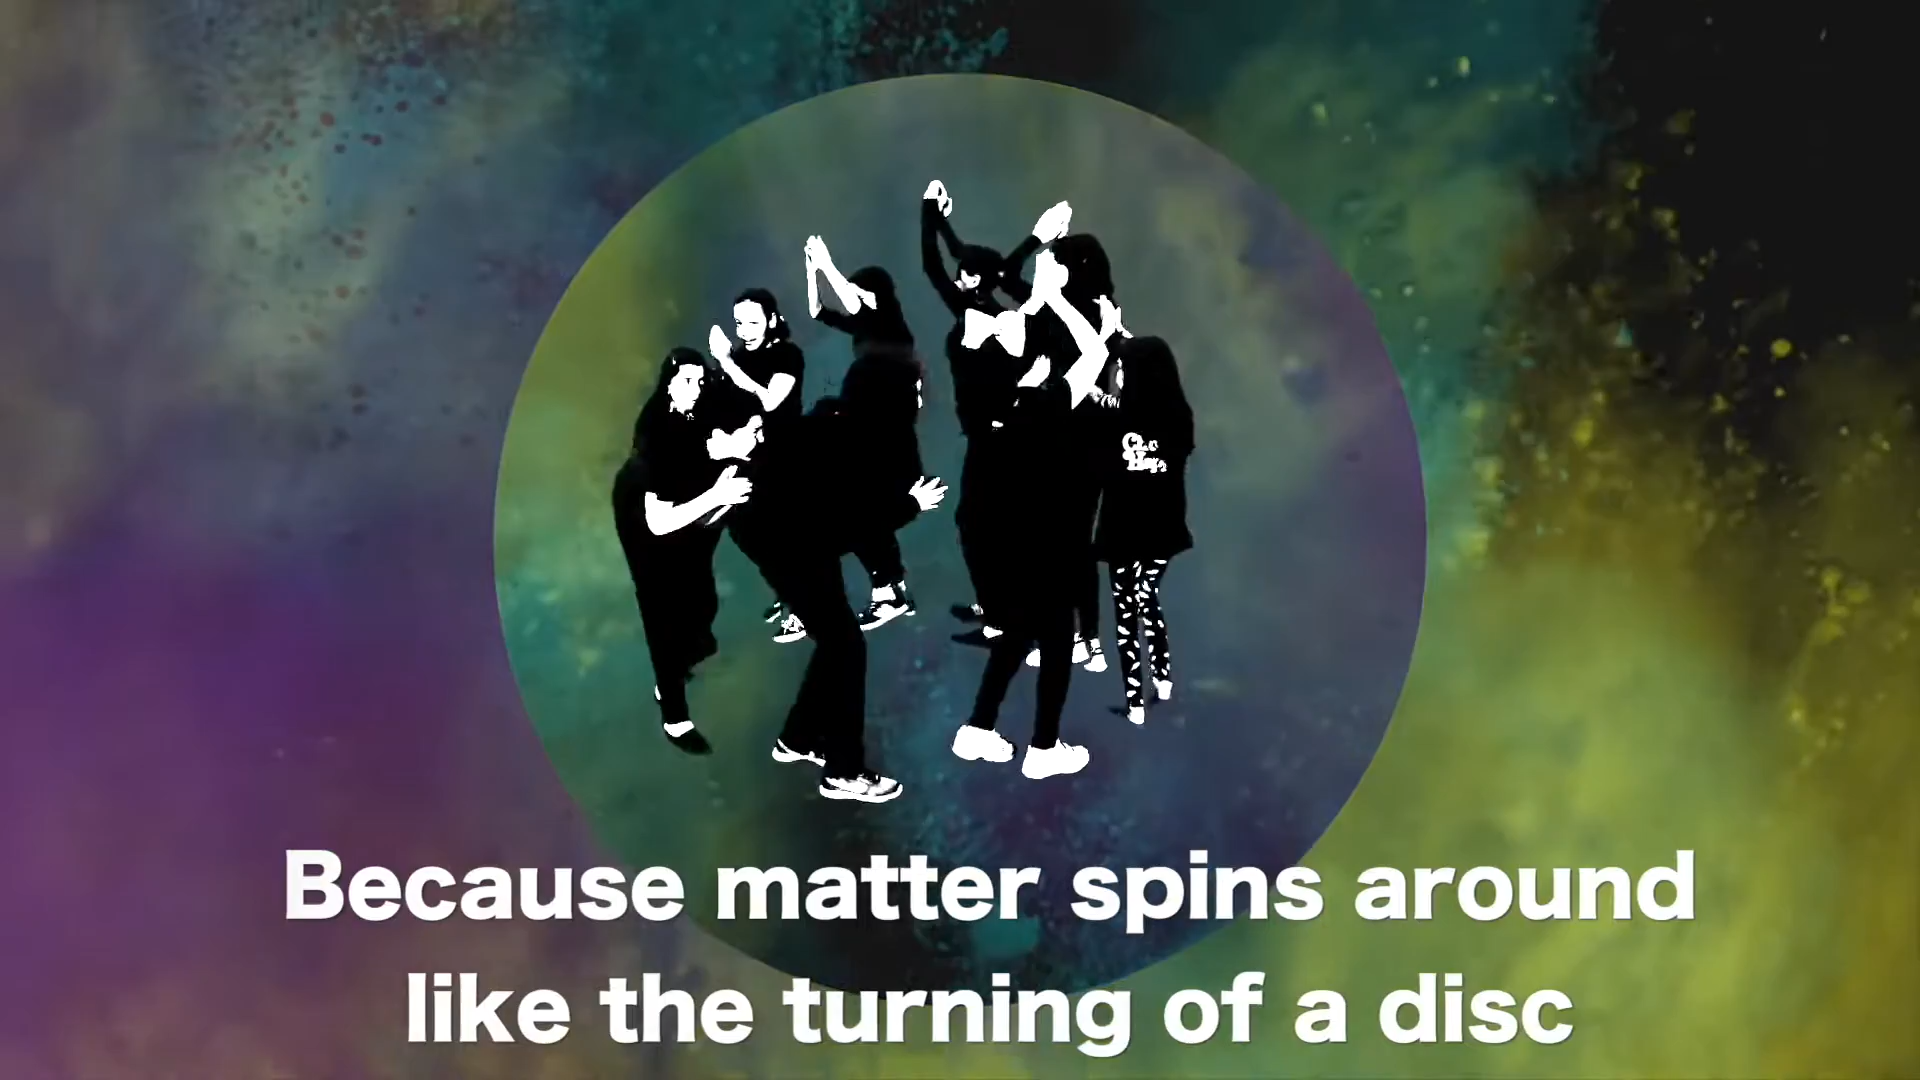 Because matter spins around
like the turning of a disc